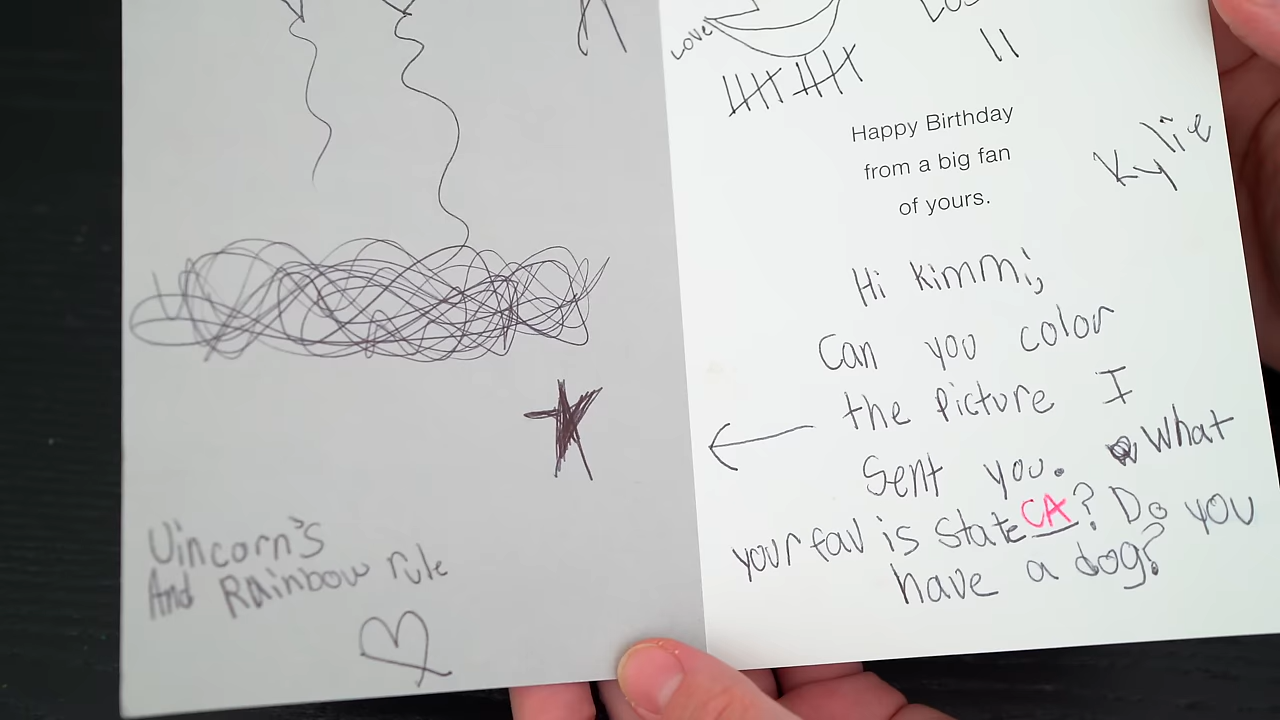 Uincorn's
And Rainbow rule
Love
Happy Birthday
from a big fan
of yours.
Kylie
Hi Kimmi,
Can you color
the picture I
Sent you. What
your fav is state CA? Do you
have a dog?